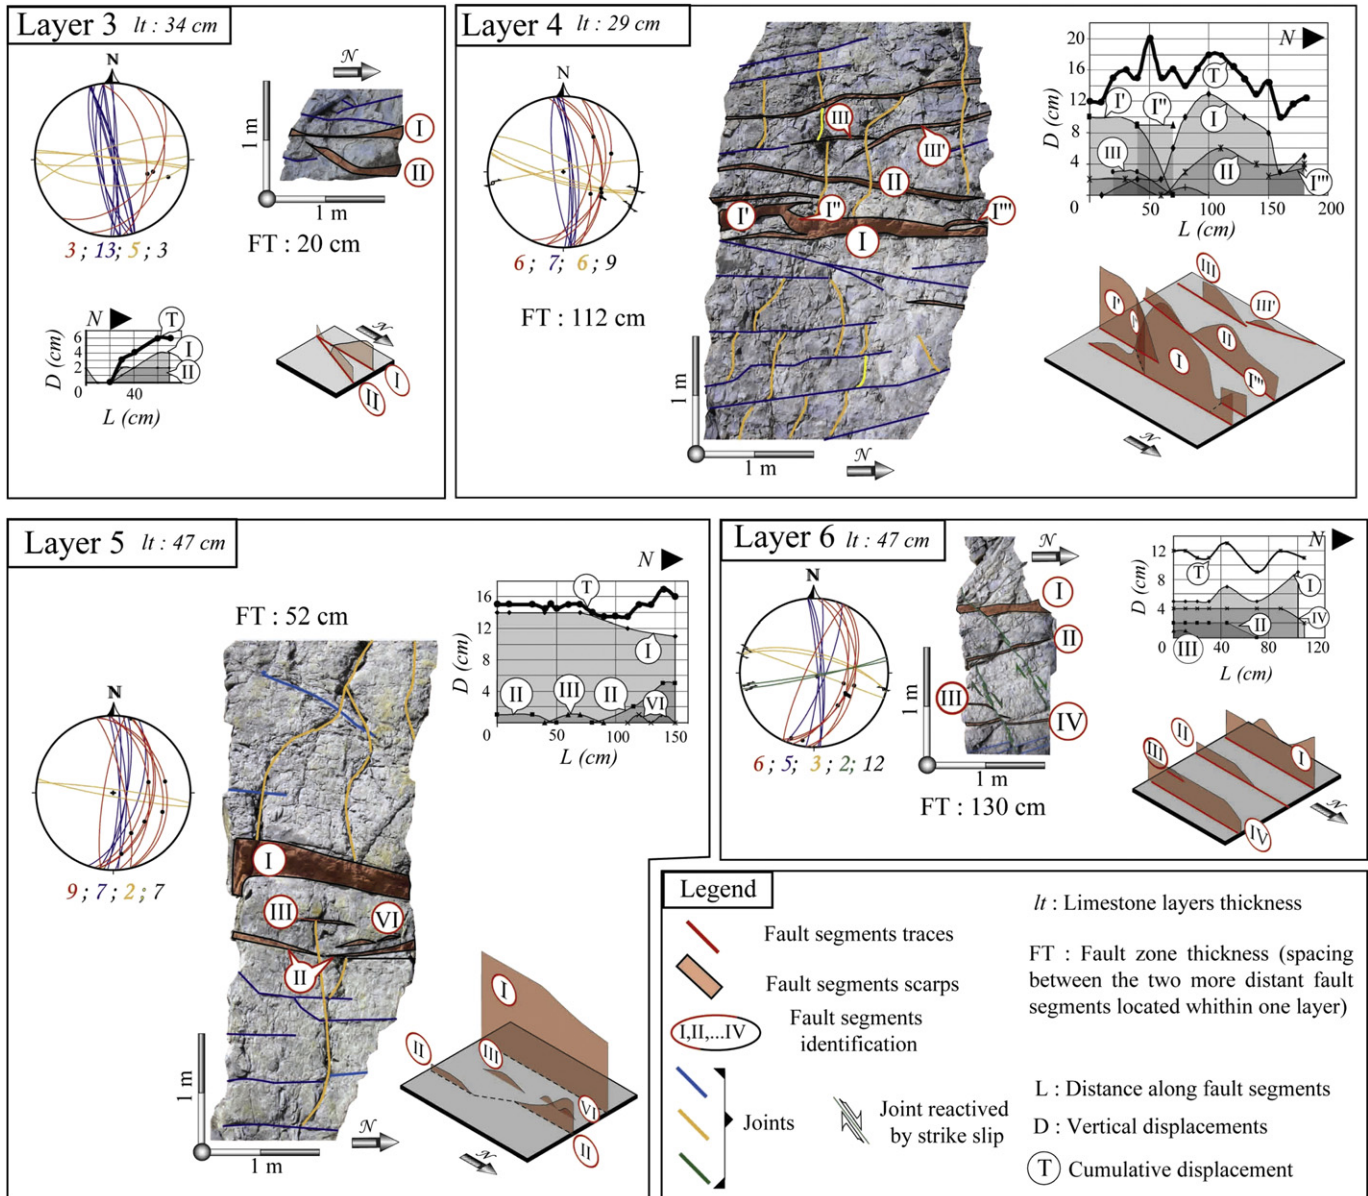 Layer 3 lt : 34 cm
N
3 ; 13; 5 ; 3
N
1 m
1 m
I
II
FT : 20 cm
N
T
I
II
D (cm)
6
4
2
0
40
L (cm)
N
I
II
Layer 4 lt : 29 cm
N
6 ; 7; 6 ; 9
FT : 112 cm
III
III'
II
I'
I"
I'''
I
1 m
1 m
N
N
D (cm)
20
16
12
8
4
0
50
100
150
200
L (cm)
T
I'
I"
I
III
II
I'''
III
III'
I'
I"
II
I
I'''
N
Layer 5 lt : 47 cm
FT : 52 cm
N
9 ; 7 ; 2 ; 7
I
III
VI
II
1 m
1 m
N
N
D (cm)
16
12
8
4
0
50
100
150
L (cm)
T
I
II
III
II
VI
I
II
III
VI
II
N
Layer 6 lt : 47 cm
N
6 ; 5; 3 ; 2; 12
N
I
II
III
IV
1 m
1 m
FT : 130 cm
N
D (cm)
12
8
4
0
40
80
120
L (cm)
T
I
IV
II
III
III
II
I
IV
N
Legend
Fault segments traces
Fault segments scarps
I,II,...IV
Fault segments
identification
Joints
Joint reactived
by strike slip
lt : Limestone layers thickness
FT : Fault zone thickness (spacing
between the two more distant fault
segments located whithin one layer)
L : Distance along fault segments
D : Vertical displacements
T Cumulative displacement